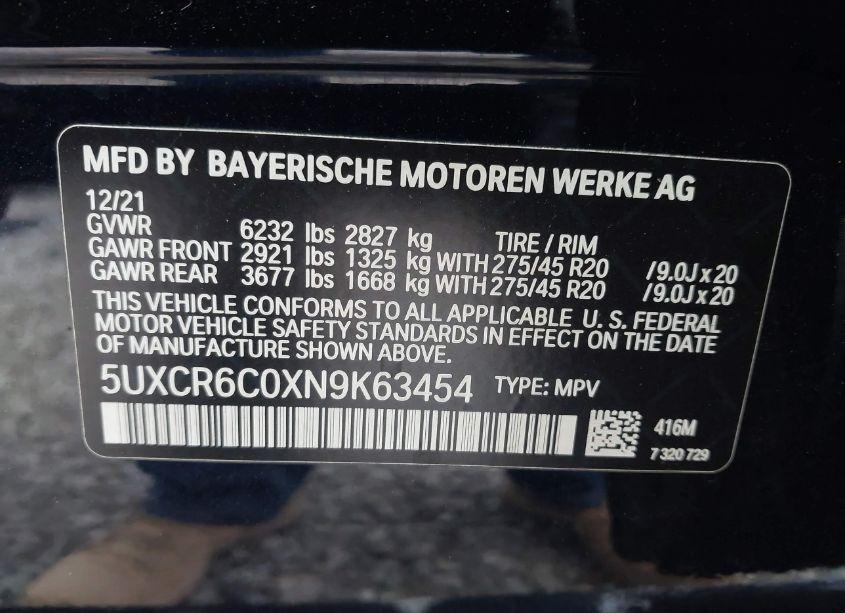 MFD BY BAYERISCHE MOTOREN WERKE AG
12/21
GVWR 6232 lbs 2827 kg TIRE / RIM
GAWR FRONT 2921 lbs 1325 kg WITH 275/45 R20 /9.0J x 20
GAWR REAR 3677 lbs 1668 kg WITH 275/45 R20 /9.0J x 20
THIS VEHICLE CONFORMS TO ALL APPLICABLE U. S. FEDERAL
MOTOR VEHICLE SAFETY STANDARDS IN EFFECT ON THE DATE
OF MANUFACTURE SHOWN ABOVE.
5UXCR6C0XN9K63454 TYPE: MPV
416M
7 320 729